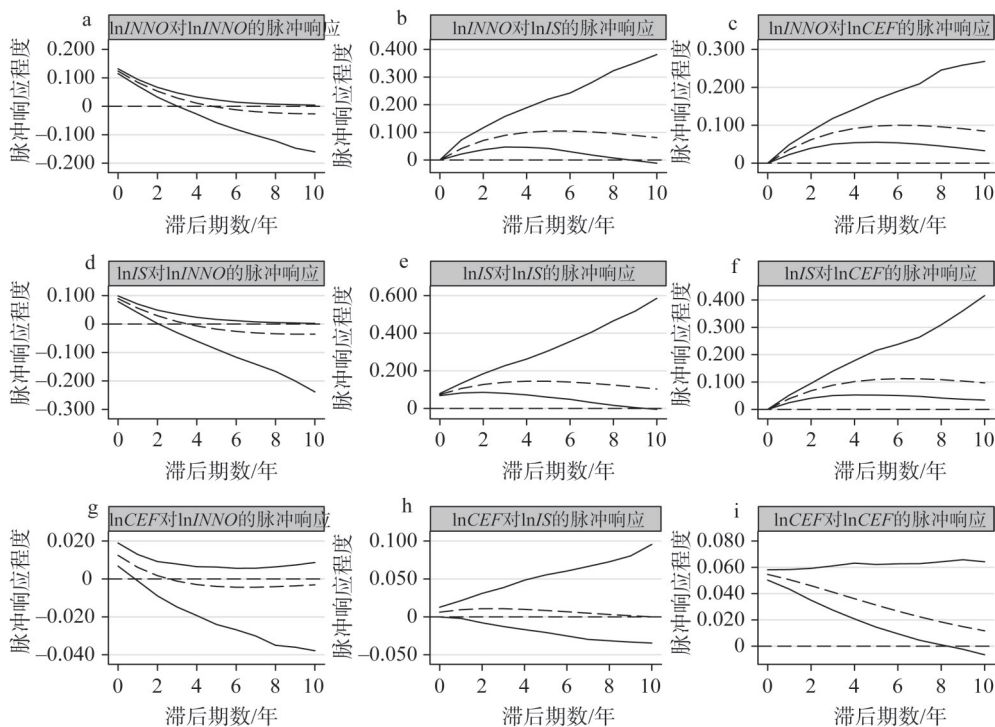 a
lnINNO对lnINNO的脉冲响应
脉冲响应程度
0.200
0.100
0
−0.100
−0.200
0 2 4 6 8 10
滞后期数/年
b
lnINNO对lnIS的脉冲响应
脉冲响应程度
0.400
0.300
0.200
0.100
0
0 2 4 6 8 10
滞后期数/年
c
lnINNO对lnCEF的脉冲响应
脉冲响应程度
0.300
0.200
0.100
0
0 2 4 6 8 10
滞后期数/年
d
lnIS对lnINNO的脉冲响应
脉冲响应程度
0.100
0
−0.100
−0.200
−0.300
0 2 4 6 8 10
滞后期数/年
e
lnIS对lnIS的脉冲响应
脉冲响应程度
0.600
0.400
0.200
0
0 2 4 6 8 10
滞后期数/年
f
lnIS对lnCEF的脉冲响应
脉冲响应程度
0.400
0.300
0.200
0.100
0
0 2 4 6 8 10
滞后期数/年
g
lnCEF对lnINNO的脉冲响应
脉冲响应程度
0.020
0
−0.020
−0.040
0 2 4 6 8 10
滞后期数/年
h
lnCEF对lnIS的脉冲响应
脉冲响应程度
0.100
0.050
0
−0.050
0 2 4 6 8 10
滞后期数/年
i
lnCEF对lnCEF的脉冲响应
脉冲响应程度
0.080
0.060
0.040
0.020
0
0 2 4 6 8 10
滞后期数/年